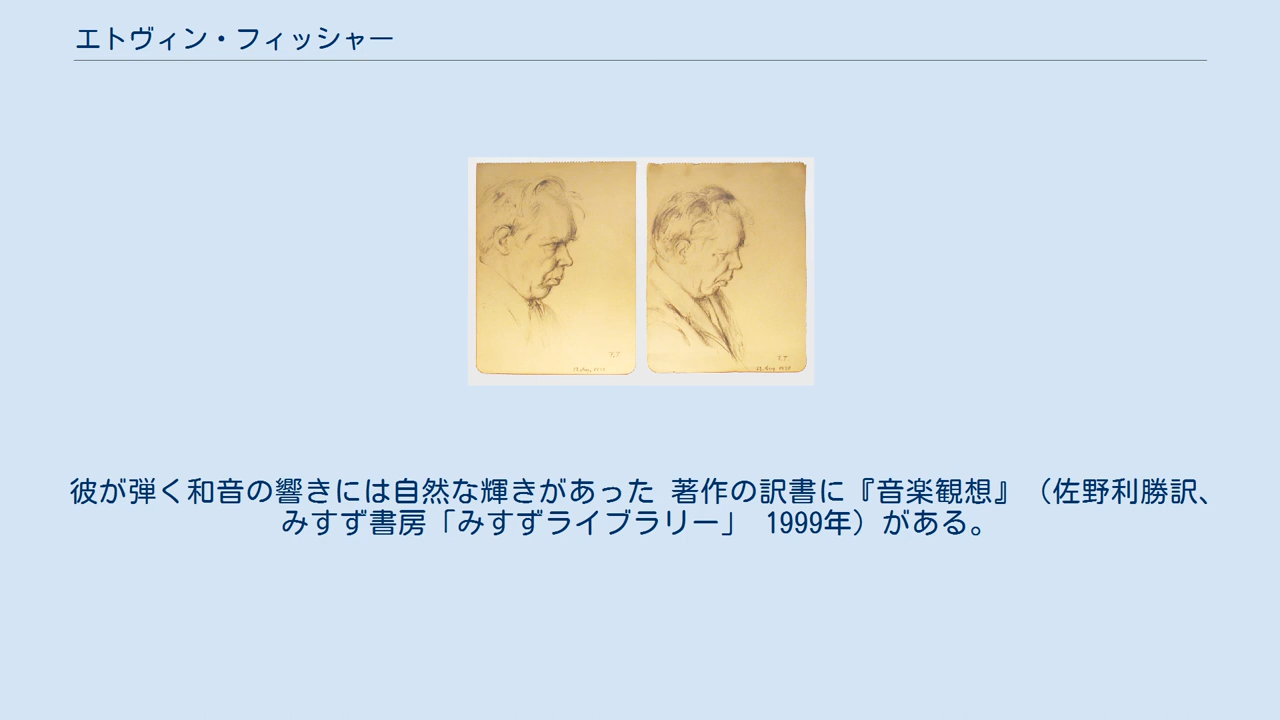 エトヴィン・フィッシャー
彼が弾く和音の響きには自然な輝きがあった 著作の訳書に『音楽観想』（佐野利勝訳、
みすず書房「みすずライブラリー」 1999年）がある。